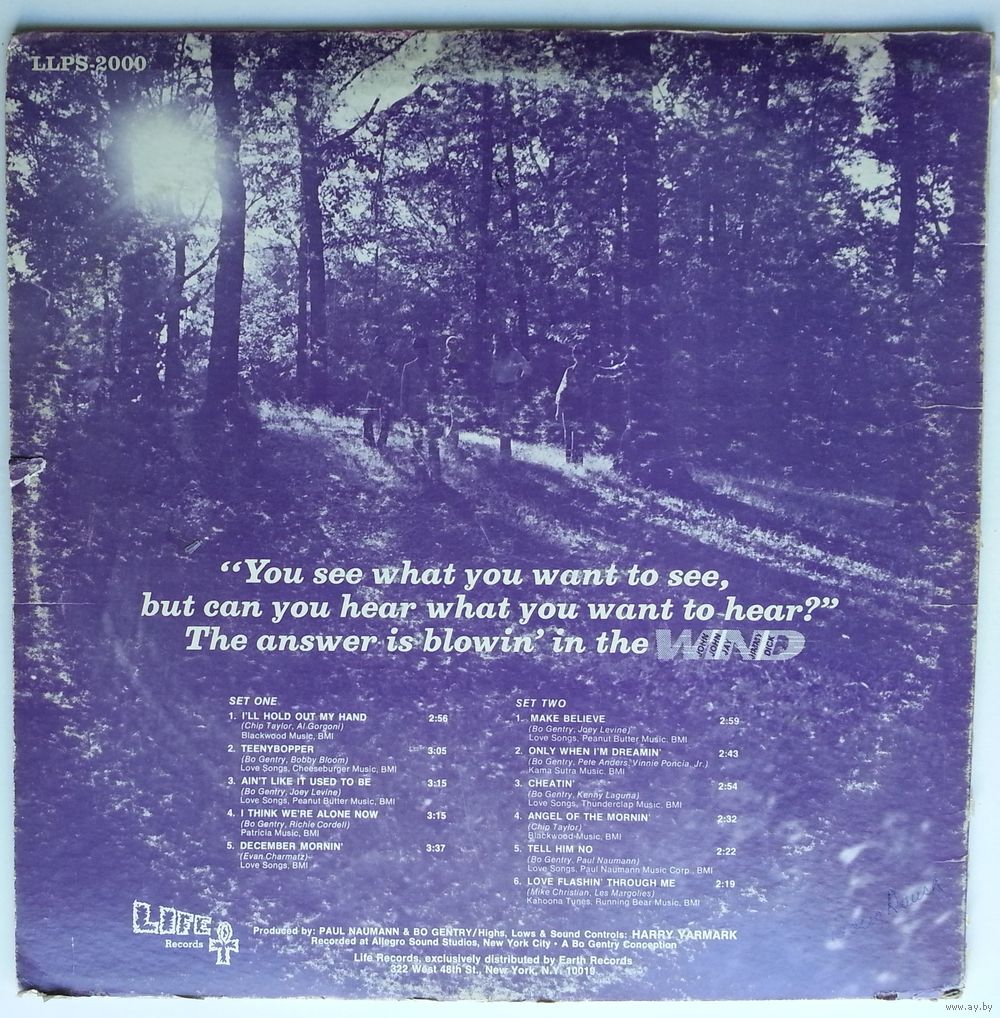 LLPS-2000
“You see what you want to see,
but can you hear what you want to hear?”
The answer is blowin’ in the WIND
JOHN
JOHN
JAY
DICK
SET ONE
1. I'LL HOLD OUT MY HAND 2:56
(Chip Taylor, Al Gorgoni)
Blackwood Music, BMI
2. TEENYBOPPER 3:05
(Bo Gentry, Bobby Bloom)
Love Songs, Cheeseburger Music, BMI
3. AIN'T LIKE IT USED TO BE 3:15
(Bo Gentry, Joey Levine)
Love Songs, Peanut Butter Music, BMI
4. I THINK WE'RE ALONE NOW 3:15
(Bo Gentry, Richie Cordell)
Patricia Music, BMI
5. DECEMBER MORNIN' 3:37
(Evan Charmatz)
Love Songs, BMI
SET TWO
1. MAKE BELIEVE 2:59
(Bo Gentry, Joey Levine)
Love Songs, Peanut Butter Music, BMI
2. ONLY WHEN I'M DREAMIN' 2:43
(Bo Gentry, Pete Anders, Vinnie Poncia, Jr.)
Kama Sutra Music, BMI
3. CHEATIN' 2:54
(Bo Gentry, Kenny Laguna)
Love Songs, Thunderclap Music, BMI
4. ANGEL OF THE MORNIN' 2:32
(Chip Taylor)
Blackwood Music, BMI
5. TELL HIM NO 2:22
(Bo Gentry, Paul Naumann)
Love Songs, Paul Naumann Music Corp., BMI
6. LOVE FLASHIN' THROUGH ME 2:19
(Mike Christian, Les Margolies)
Kahoona Tunes, Running Bear Music, BMI
LIFE
Records
Produced by: PAUL NAUMANN & BO GENTRY/Highs, Lows & Sound Controls: HARRY YARMARK
Recorded at Allegro Sound Studios, New York City • A Bo Gentry Conception
Life Records, exclusively distributed by Earth Records
322 West 48th St., New York, N.Y. 10019
www.ay.by